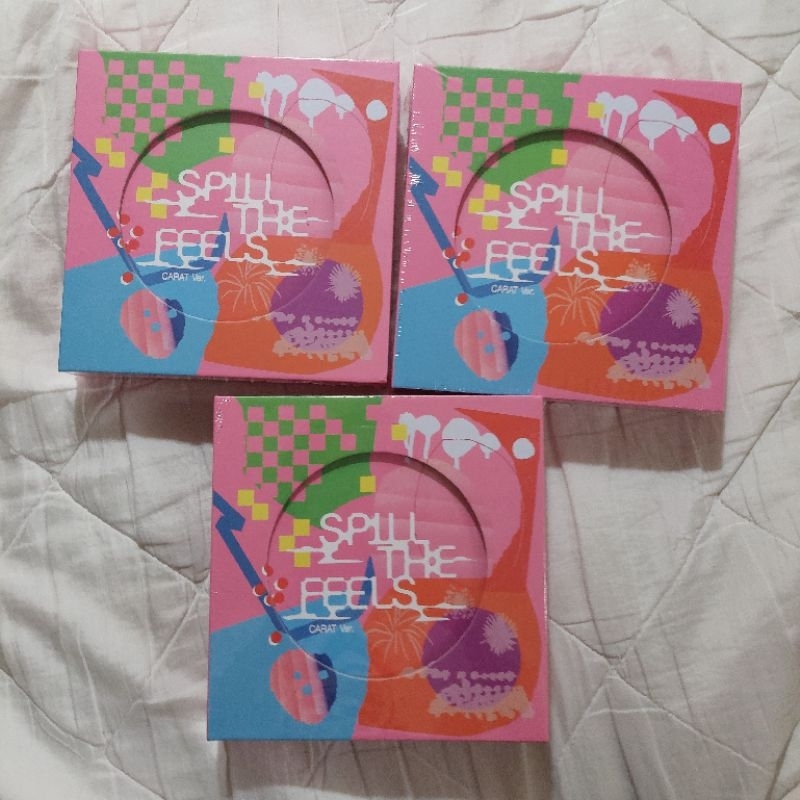 SPILL
THE
FEELS
CARAT Ver.
SPILL
THE
FEELS
CARAT Ver.
SPILL
THE
FEELS
CARAT Ver.